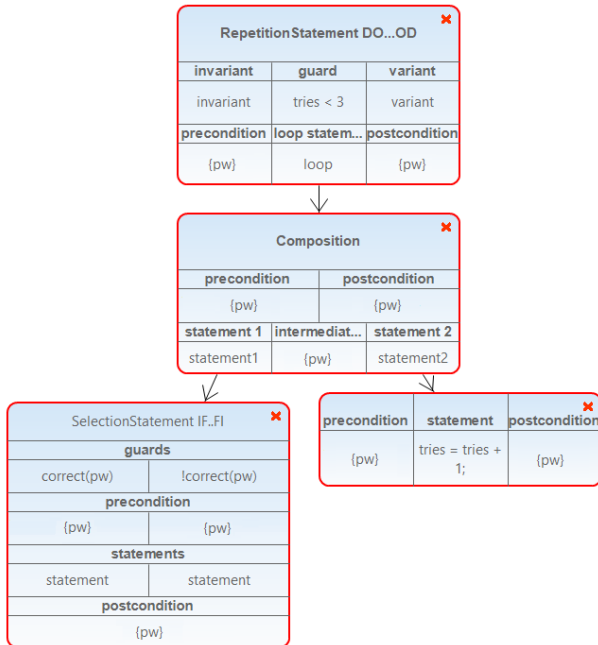 RepetitionStatement DO...OD
invariant guard variant
invariant tries < 3 variant
precondition loop statem... postcondition
{pw} loop {pw}
Composition
precondition postcondition
{pw} {pw}
statement 1 intermediat... statement 2
statement1 {pw} statement2
SelectionStatement IF..FI
guards
correct(pw) !correct(pw)
precondition
{pw} {pw}
statements
statement statement
postcondition
{pw}
precondition statement postcondition
{pw} tries = tries + {pw}
1;